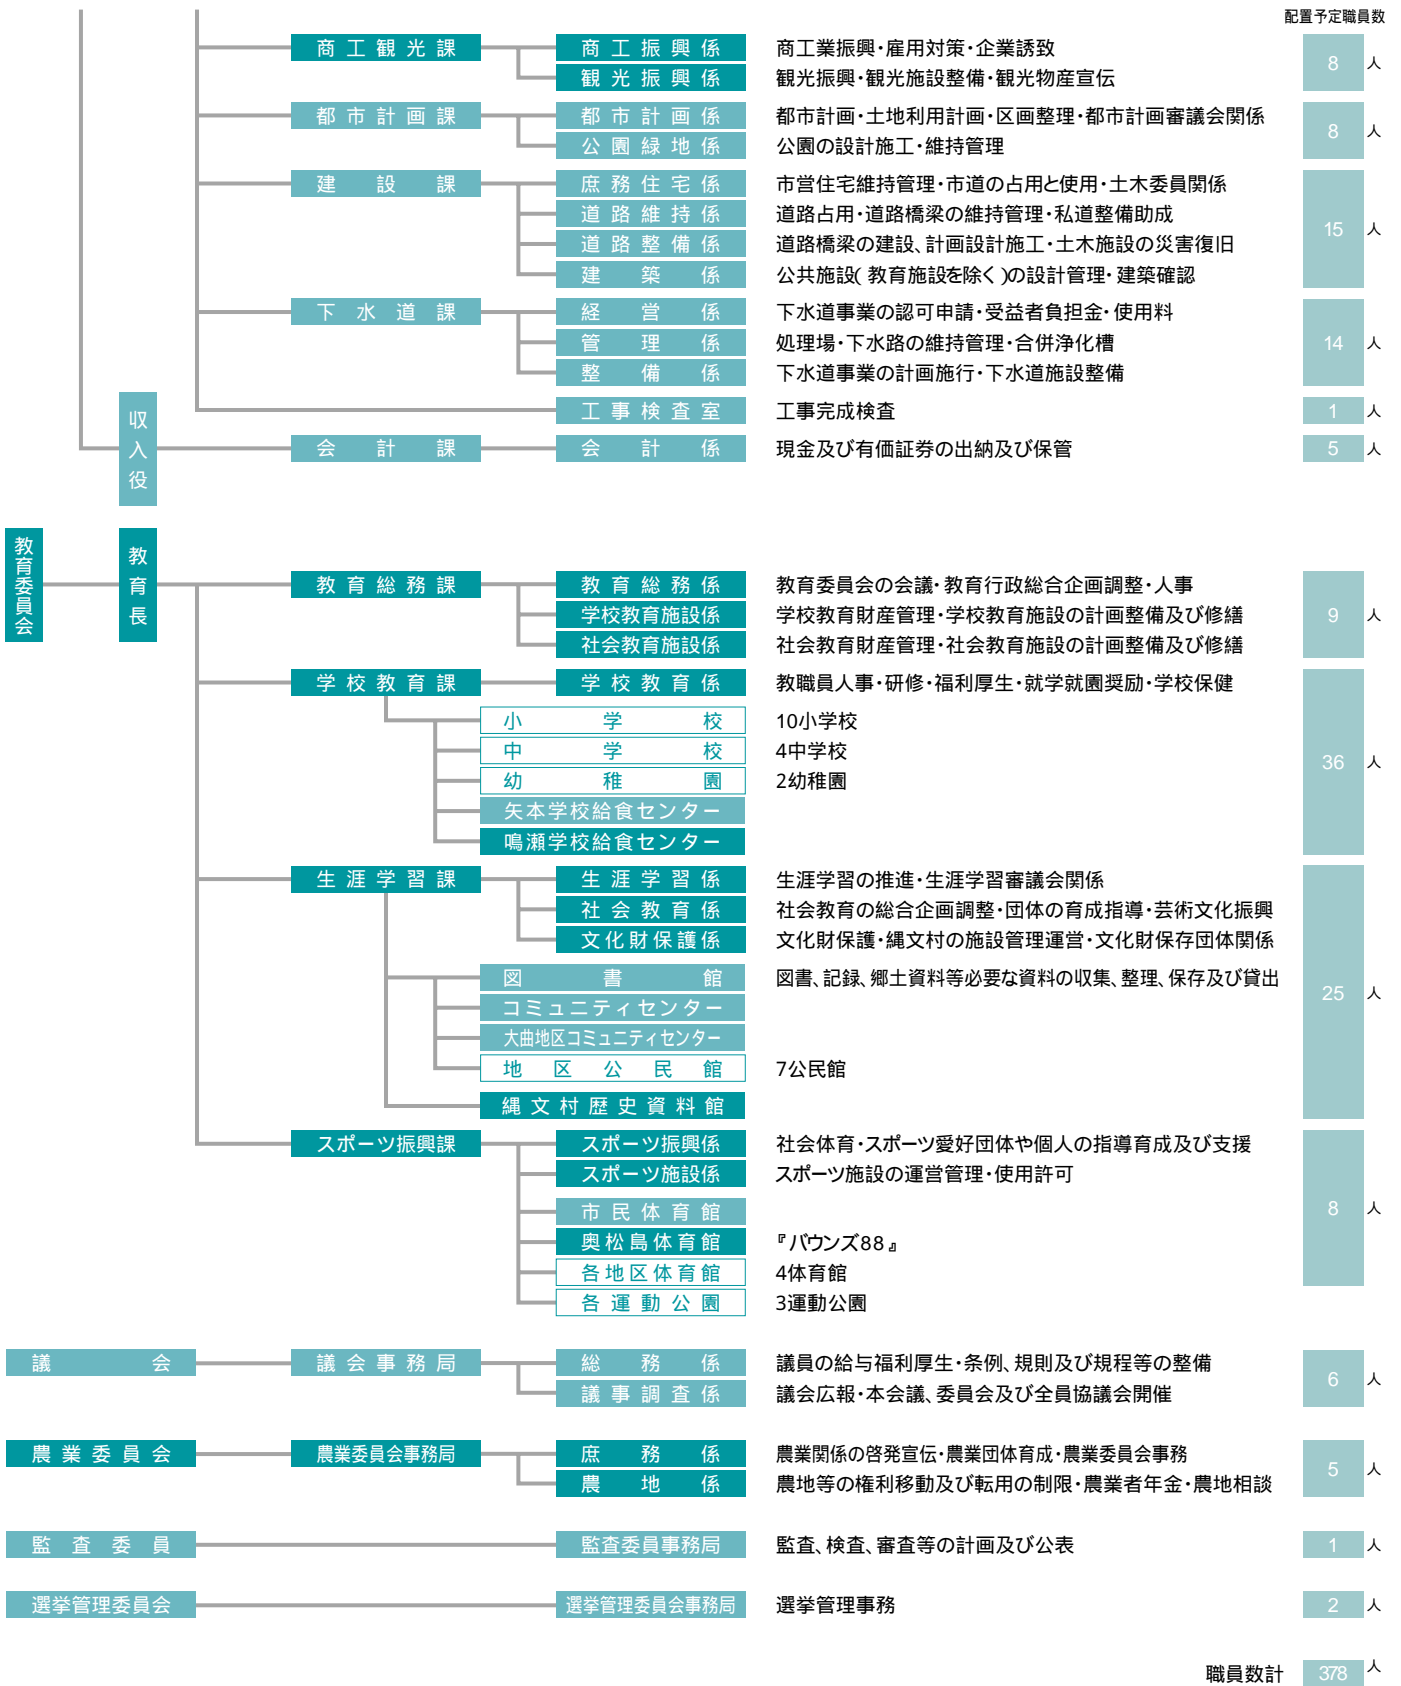 配置予定職員数
商工観光課 商工振興係 商工業振興・雇用対策・企業誘致 8人
観光振興係 観光振興・観光施設整備・観光物産宣伝
都市計画課 都市計画係 都市計画・土地利用計画・区画整理・都市計画審議会関係 8人
公園緑地係 公園の設計施工・維持管理
建設課 庶務住宅係 市営住宅維持管理・市道の占用と使用・土木委員関係
道路維持係 道路占用・道路橋梁の維持管理・私道整備助成 15人
道路整備係 道路橋梁の建設、計画設計施工・土木施設の災害復旧
建築係 公共施設(教育施設を除く)の設計管理・建築確認
下水道課 経営係 下水道事業の認可申請・受益者負担金・使用料
管理係 処理場・下水路の維持管理・合併浄化槽 14人
整備係 下水道事業の計画施行・下水道施設整備
工事検査室 工事完成検査 1人
収入役 会計課 会計係 現金及び有価証券の出納及び保管 5人
教育委員会 教育長 教育総務課 教育総務係 教育委員会の会議・教育行政総合企画調整・人事
学校教育施設係 学校教育財産管理・学校教育施設の計画整備及び修繕 9人
社会教育施設係 社会教育財産管理・社会教育施設の計画整備及び修繕
学校教育課 学校教育係 教職員人事・研修・福利厚生・就学就園奨励・学校保健
小学校 10小学校
中学校 4中学校 36人
幼稚園 2幼稚園
矢本学校給食センター
鳴瀬学校給食センター
生涯学習課 生涯学習係 生涯学習の推進・生涯学習審議会関係
社会教育係 社会教育の総合企画調整・団体の育成指導・芸術文化振興
文化財保護係 文化財保護・縄文村の施設管理運営・文化財保存団体関係
図書館 図書、記録、郷土資料等必要な資料の収集、整理、保存及び貸出 25人
コミュニティセンター
大曲地区コミュニティセンター
地区公民館 7公民館
縄文村歴史資料館
スポーツ振興課 スポーツ振興係 社会体育・スポーツ愛好団体や個人の指導育成及び支援
スポーツ施設係 スポーツ施設の運営管理・使用許可
市民体育館 8人
奥松島体育館 『バウンズ88』
各地区体育館 4体育館
各運動公園 3運動公園
議会 議会事務局 総務係 議員の給与福利厚生・条例、規則及び規程等の整備 6人
議事調査係 議会広報・本会議、委員会及び全員協議会開催
農業委員会 農業委員会事務局 庶務係 農業関係の啓発宣伝・農業団体育成・農業委員会事務 5人
農地係 農地等の権利移動及び転用の制限・農業者年金・農地相談
監査委員 監査委員事務局 監査、検査、審査等の計画及び公表 1人
選挙管理委員会 選挙管理委員会事務局 選挙管理事務 2人
職員数計 378人